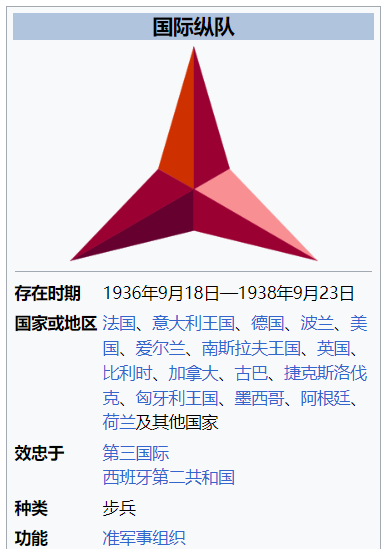 国际纵队
存在时期 1936年9月18日—1938年9月23日
国家或地区 法国、意大利王国、德国、波兰、美
国、爱尔兰、南斯拉夫王国、英国、
比利时、加拿大、古巴、捷克斯洛伐
克、匈牙利王国、墨西哥、阿根廷、
荷兰及其他国家
效忠于 第三国际
西班牙第二共和国
种类 步兵
功能 准军事组织